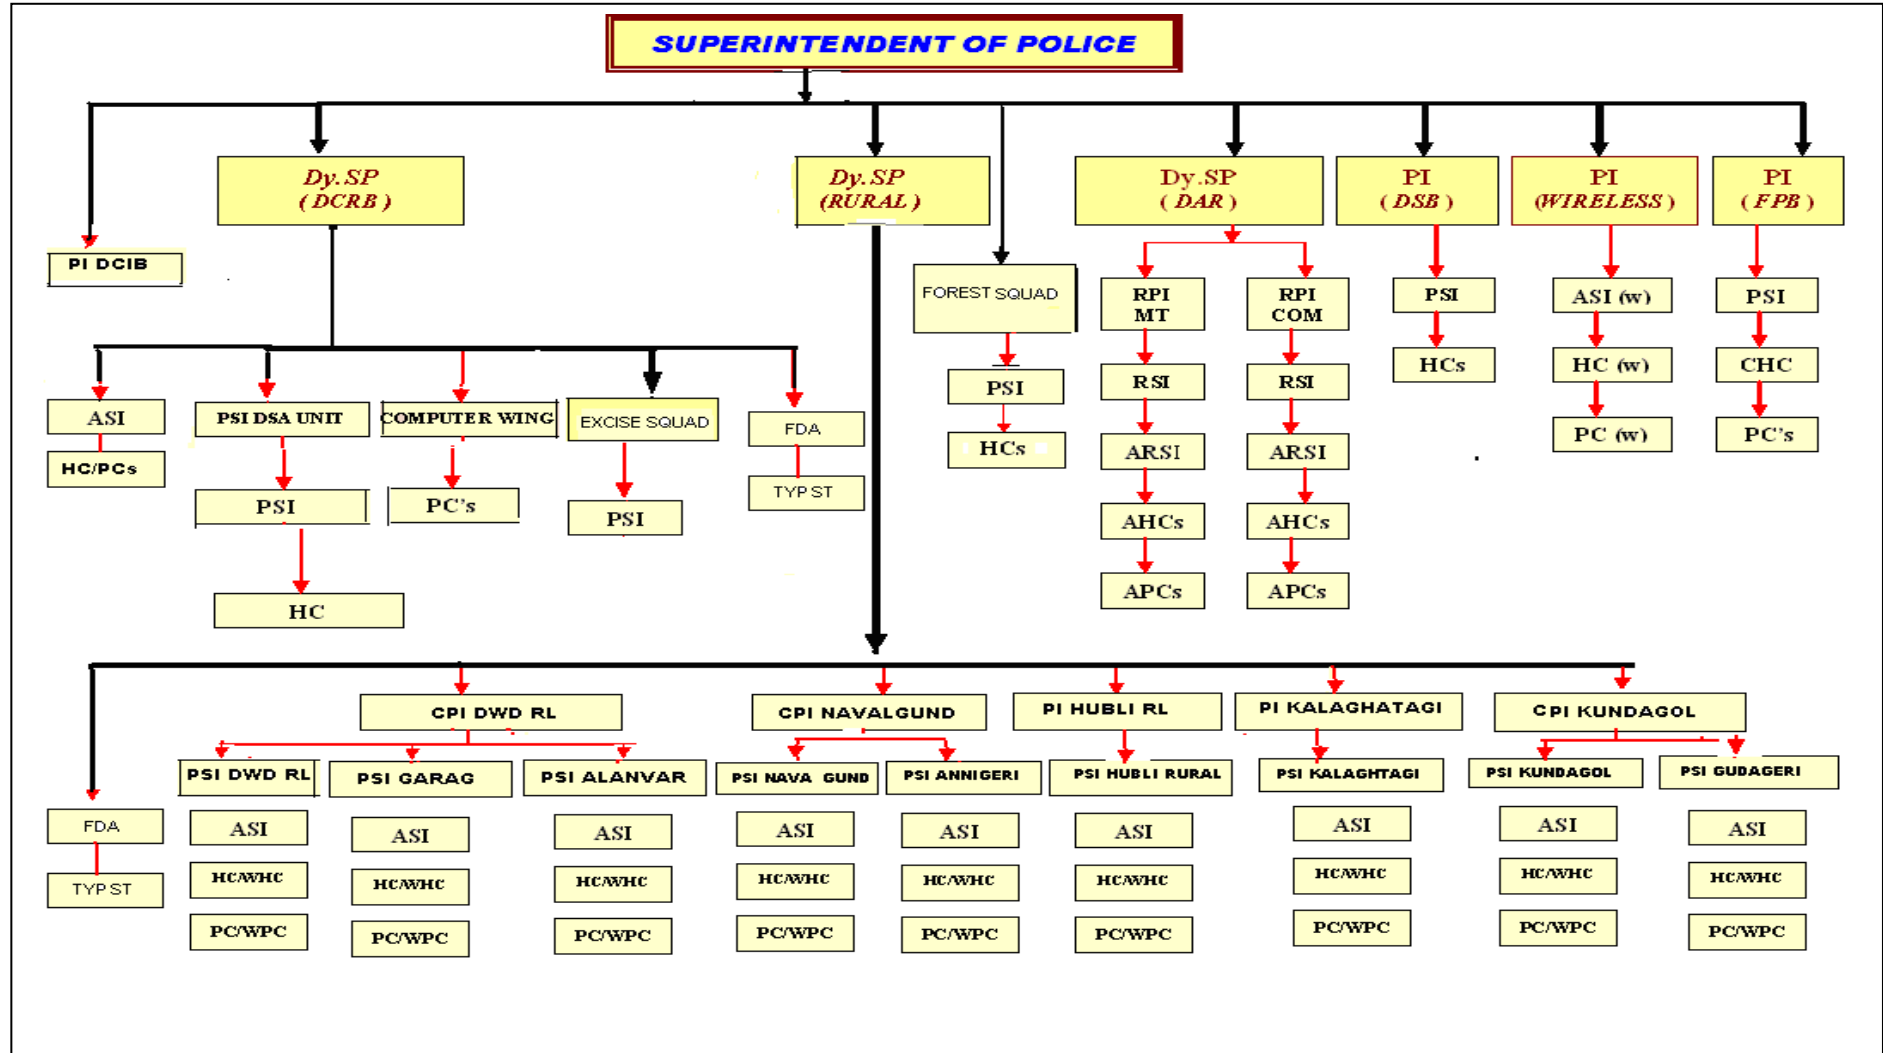 SUPERINTENDENT OF POLICE
Dy.SP
( DCRB )
Dy.SP
(RURAL )
Dy.SP
( DAR )
PI
( DSB )
PI
(WIRELESS )
PI
( FPB )
PI DCIB
FOREST SQUAD
RPI
MT
RPI
COM
PSI
ASI (w)
PSI
HCs
HC (w)
CHC
PSI
RSI
RSI
ASI
PSI DSA UNIT
COMPUTER WING
EXCISE SQUAD
FDA
HCs
ARSI
ARSI
PC (w)
PC's
HC/PCs
PSI
PC's
PSI
TYP ST
AHCs
AHCs
HC
APCs
APCs
CPI DWD RL
CPI NAVALGUND
PI HUBLI RL
PI KALAGHATAGI
CPI KUNDAGOL
PSI DWD RL
PSI GARAG
PSI ALANVAR
PSI NAVA GUND
PSI ANNIGERI
PSI HUBLI RURAL
PSI KALAGHTAGI
PSI KUNDAGOL
PSI GUDAGERI
FDA
ASI
ASI
ASI
ASI
ASI
ASI
ASI
ASI
ASI
TYP ST
HC/WHC
HC/WHC
HC/WHC
HC/WHC
HC/WHC
HC/WHC
HC/WHC
HC/WHC
HC/WHC
PC/WPC
PC/WPC
PC/WPC
PC/WPC
PC/WPC
PC/WPC
PC/WPC
PC/WPC
PC/WPC